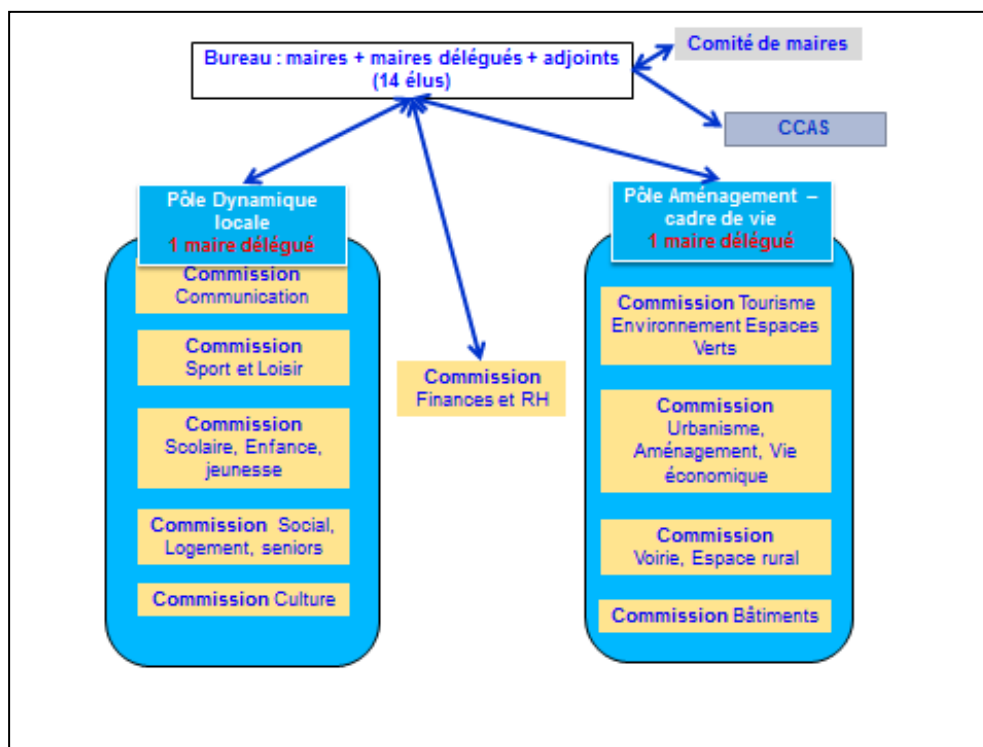 Bureau : maires + maires délégués + adjoints
(14 élus)
Comité de maires
CCAS
Pôle Dynamique
locale
1 maire délégué
Commission
Communication
Commission
Sport et Loisir
Commission
Scolaire, Enfance,
jeunesse
Commission Social,
Logement, seniors
Commission Culture
Commission
Finances et RH
Pôle Aménagement –
cadre de vie
1 maire délégué
Commission Tourisme
Environnement Espaces
Verts
Commission
Urbanisme,
Aménagement, Vie
économique
Commission
Voirie, Espace rural
Commission Bâtiments